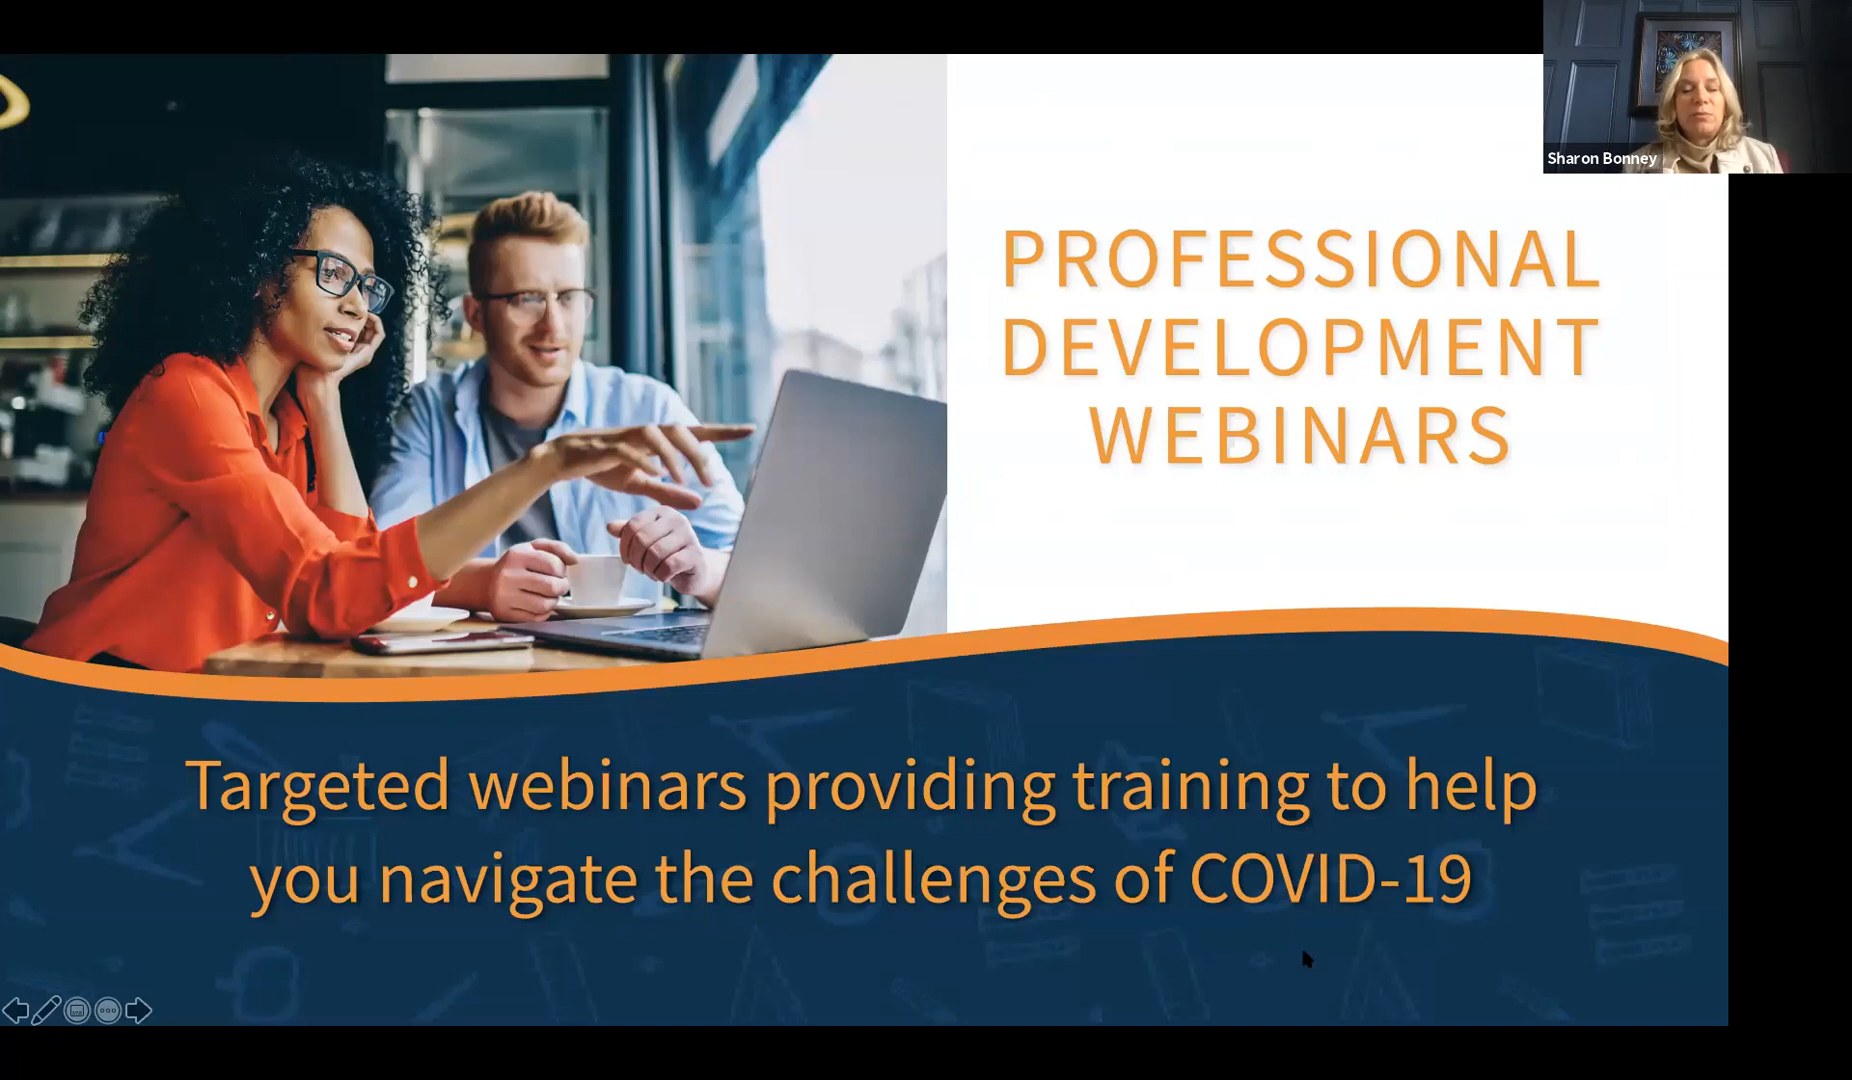 Sharon Bonney
PROFESSIONAL
DEVELOPMENT
WEBINARS
Targeted webinars providing training to help
you navigate the challenges of COVID-19